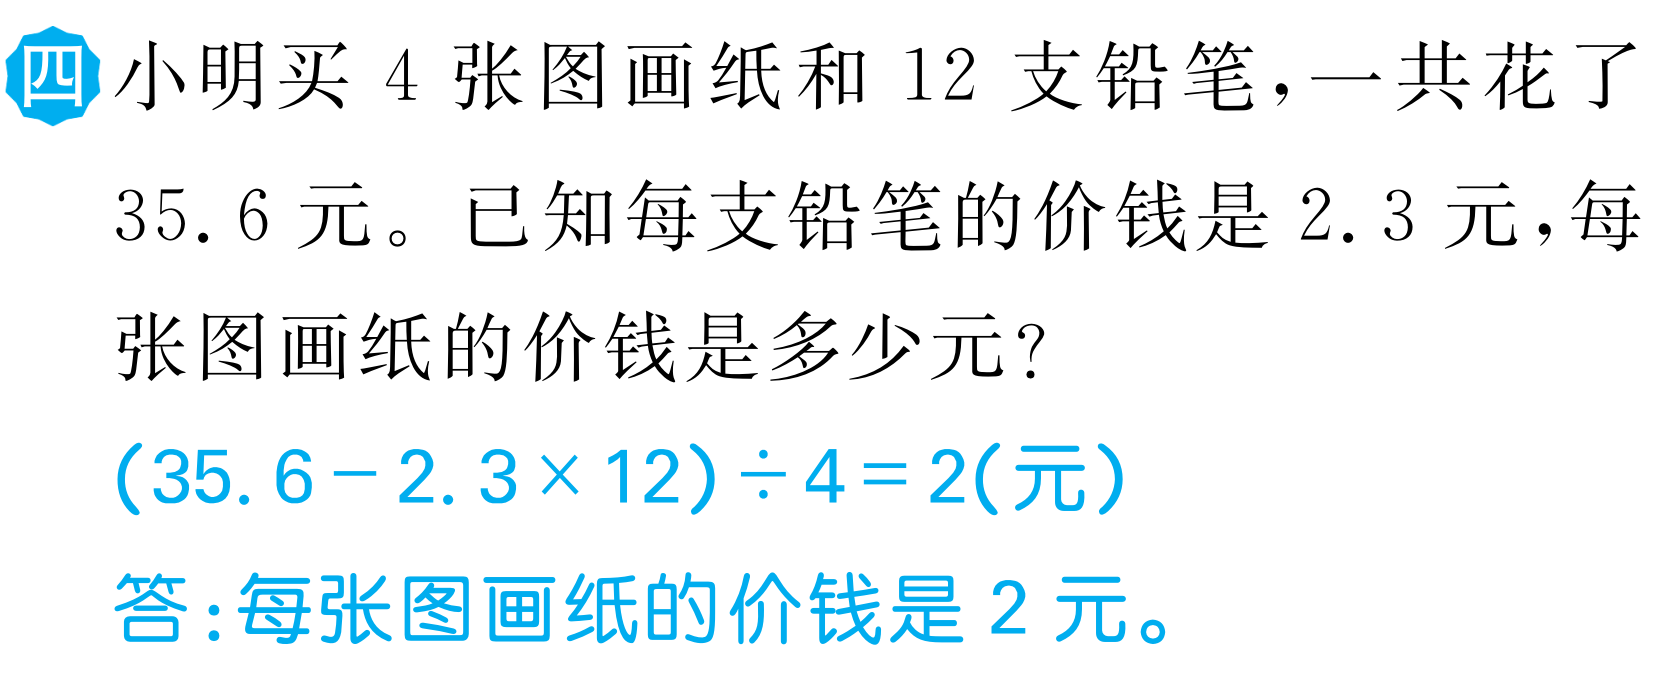 四 小明买 4 张图画纸和 12 支铅笔,一共花了
35.6 元。已知每支铅笔的价钱是 2.3 元,每
张图画纸的价钱是多少元?
(35.6－2.3×12)÷4＝2(元)
答:每张图画纸的价钱是 2 元。